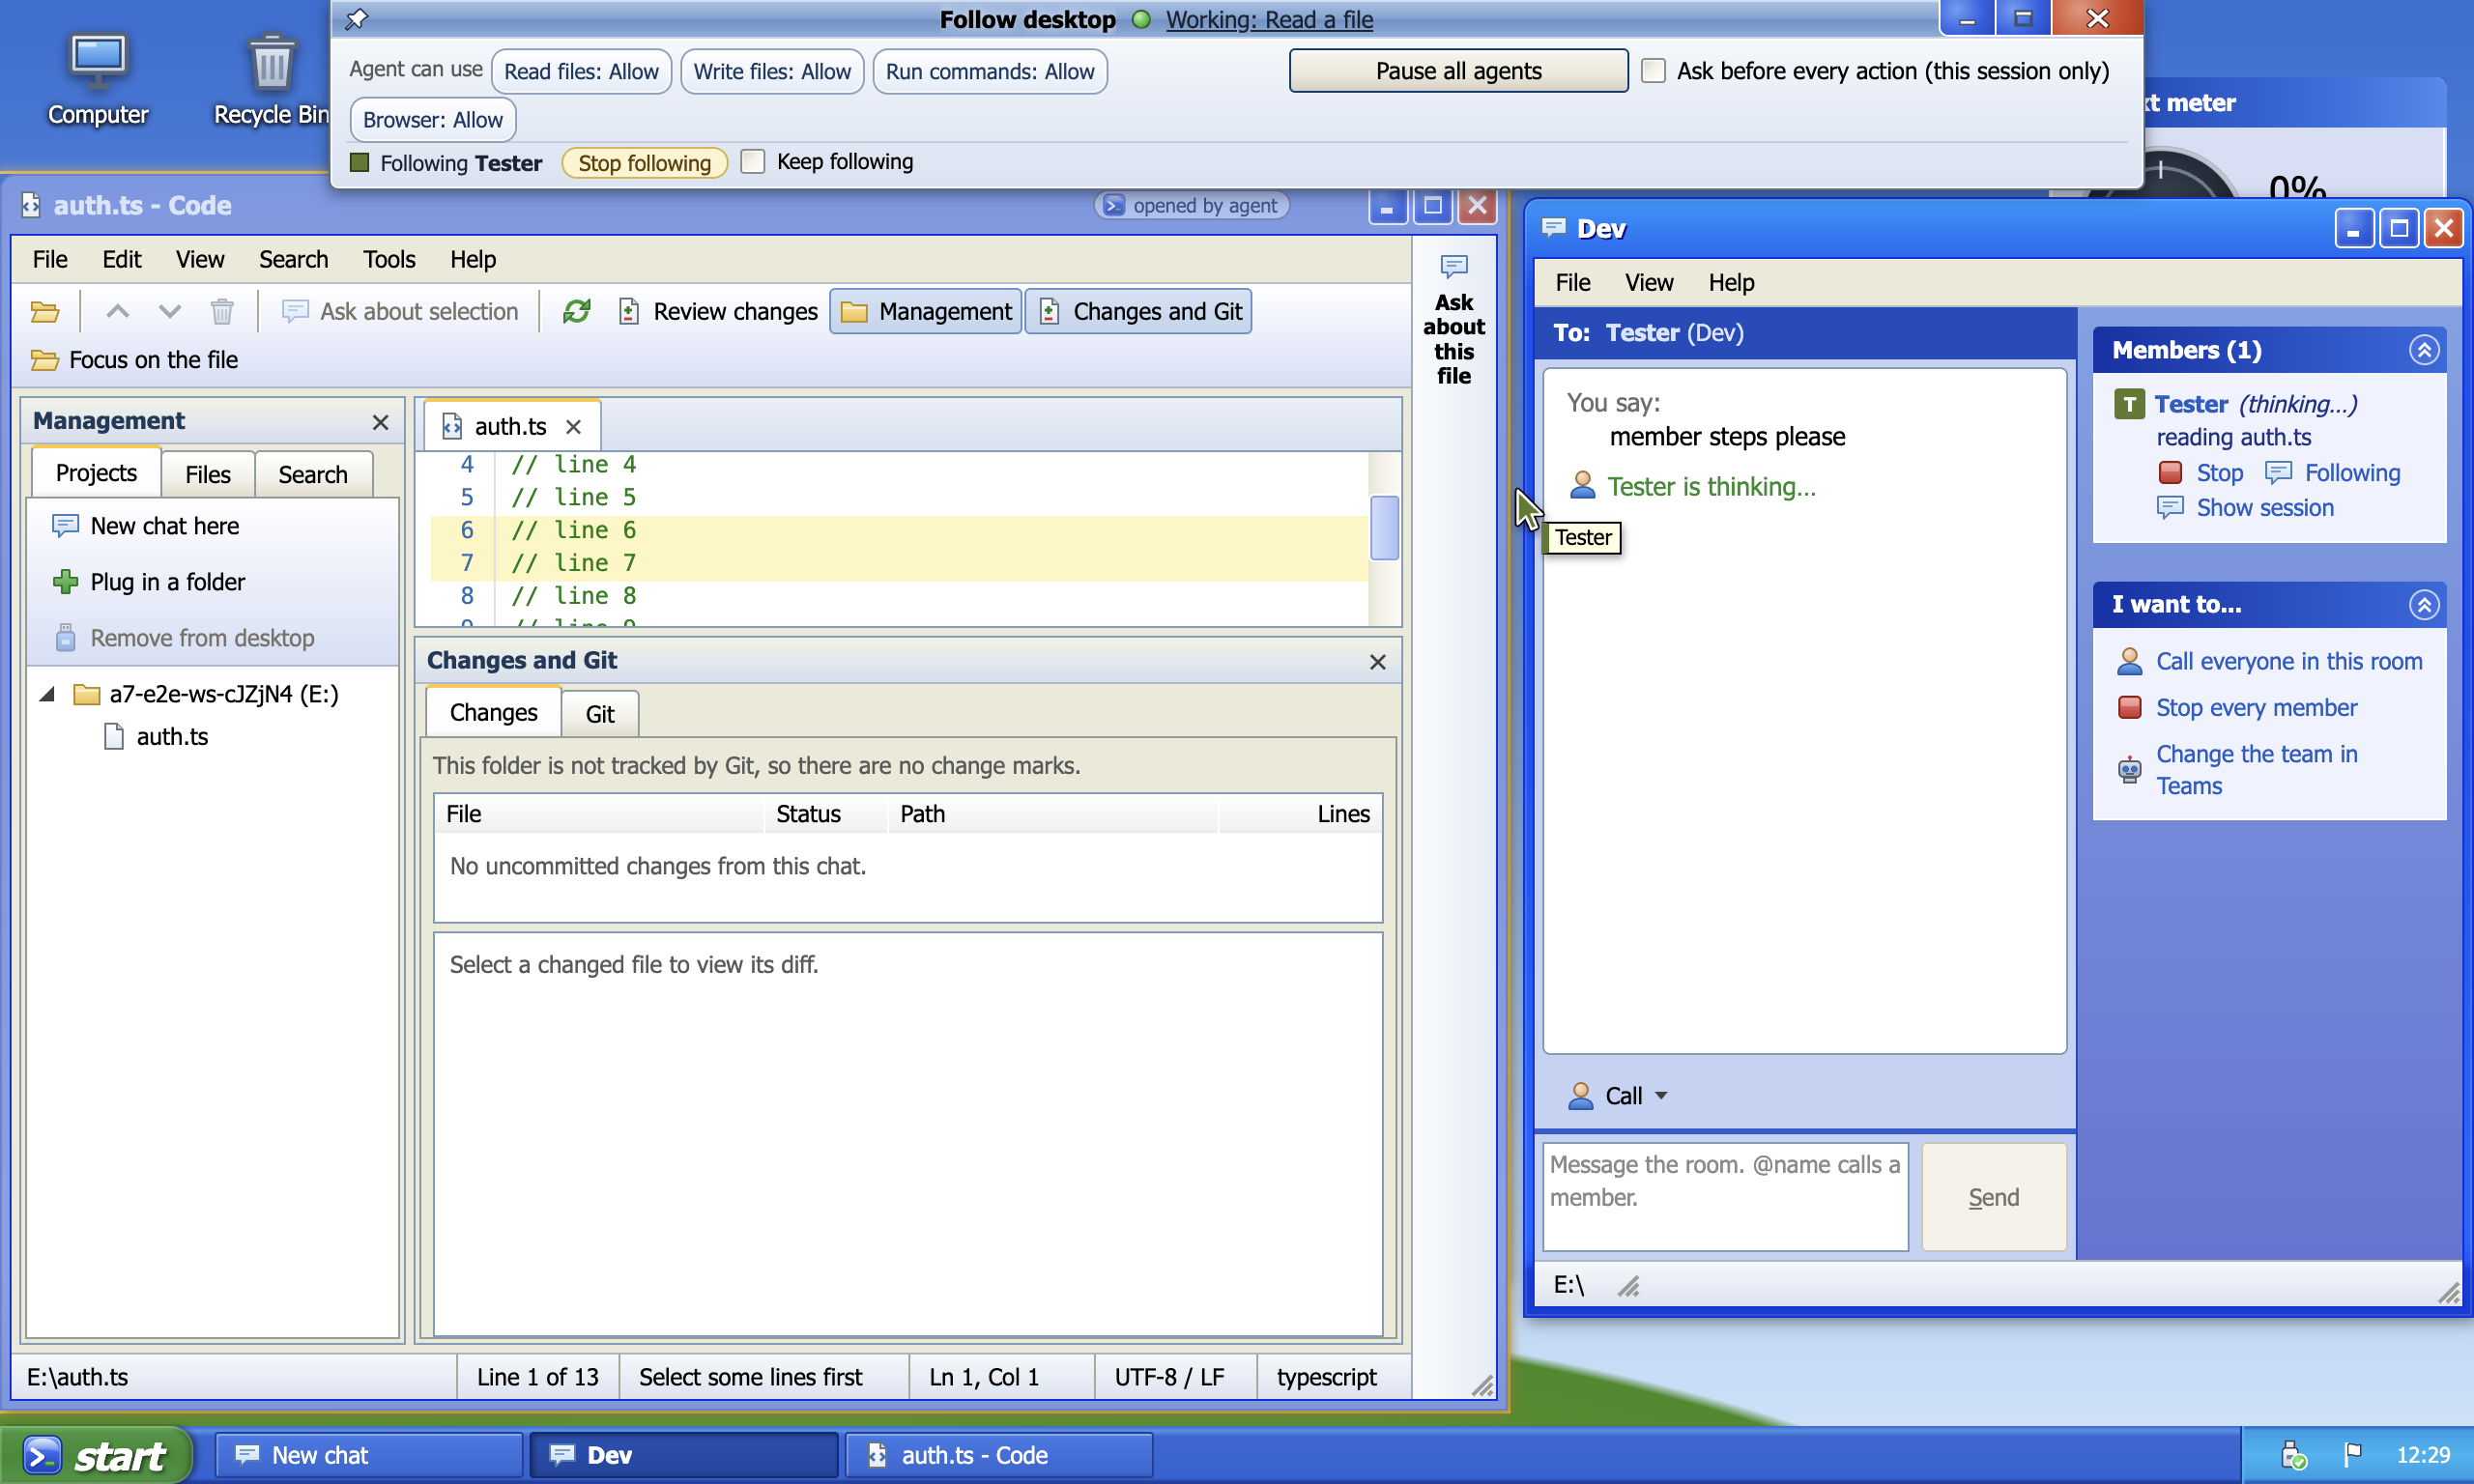 Computer
Recycle Bin
Follow desktop
Working: Read a file
Agent can use
Read files: Allow
Write files: Allow
Run commands: Allow
Browser: Allow
Pause all agents
Ask before every action (this session only)
Following Tester
Stop following
Keep following
meter
0%
auth.ts - Code
opened by agent
File Edit View Search Tools Help
Ask about selection
Review changes
Management
Changes and Git
Focus on the file
Ask
about
this
file
Management
Projects Files Search
New chat here
Plug in a folder
Remove from desktop
a7-e2e-ws-cJZjN4 (E:)
auth.ts
auth.ts
4 // line 4
5 // line 5
6 // line 6
7 // line 7
8 // line 8
9 // line 9
Changes and Git
Changes Git
This folder is not tracked by Git, so there are no change marks.
File Status Path Lines
No uncommitted changes from this chat.
Select a changed file to view its diff.
E:\auth.ts
Line 1 of 13
Select some lines first
Ln 1, Col 1
UTF-8 / LF
typescript
Dev
File View Help
To: Tester (Dev)
You say:
member steps please
Tester is thinking...
Tester
Call
Message the room. @name calls a
member.
Send
E:\
Members (1)
T Tester (thinking...)
reading auth.ts
Stop Following
Show session
I want to...
Call everyone in this room
Stop every member
Change the team in
Teams
start
New chat
Dev
auth.ts - Code
12:29